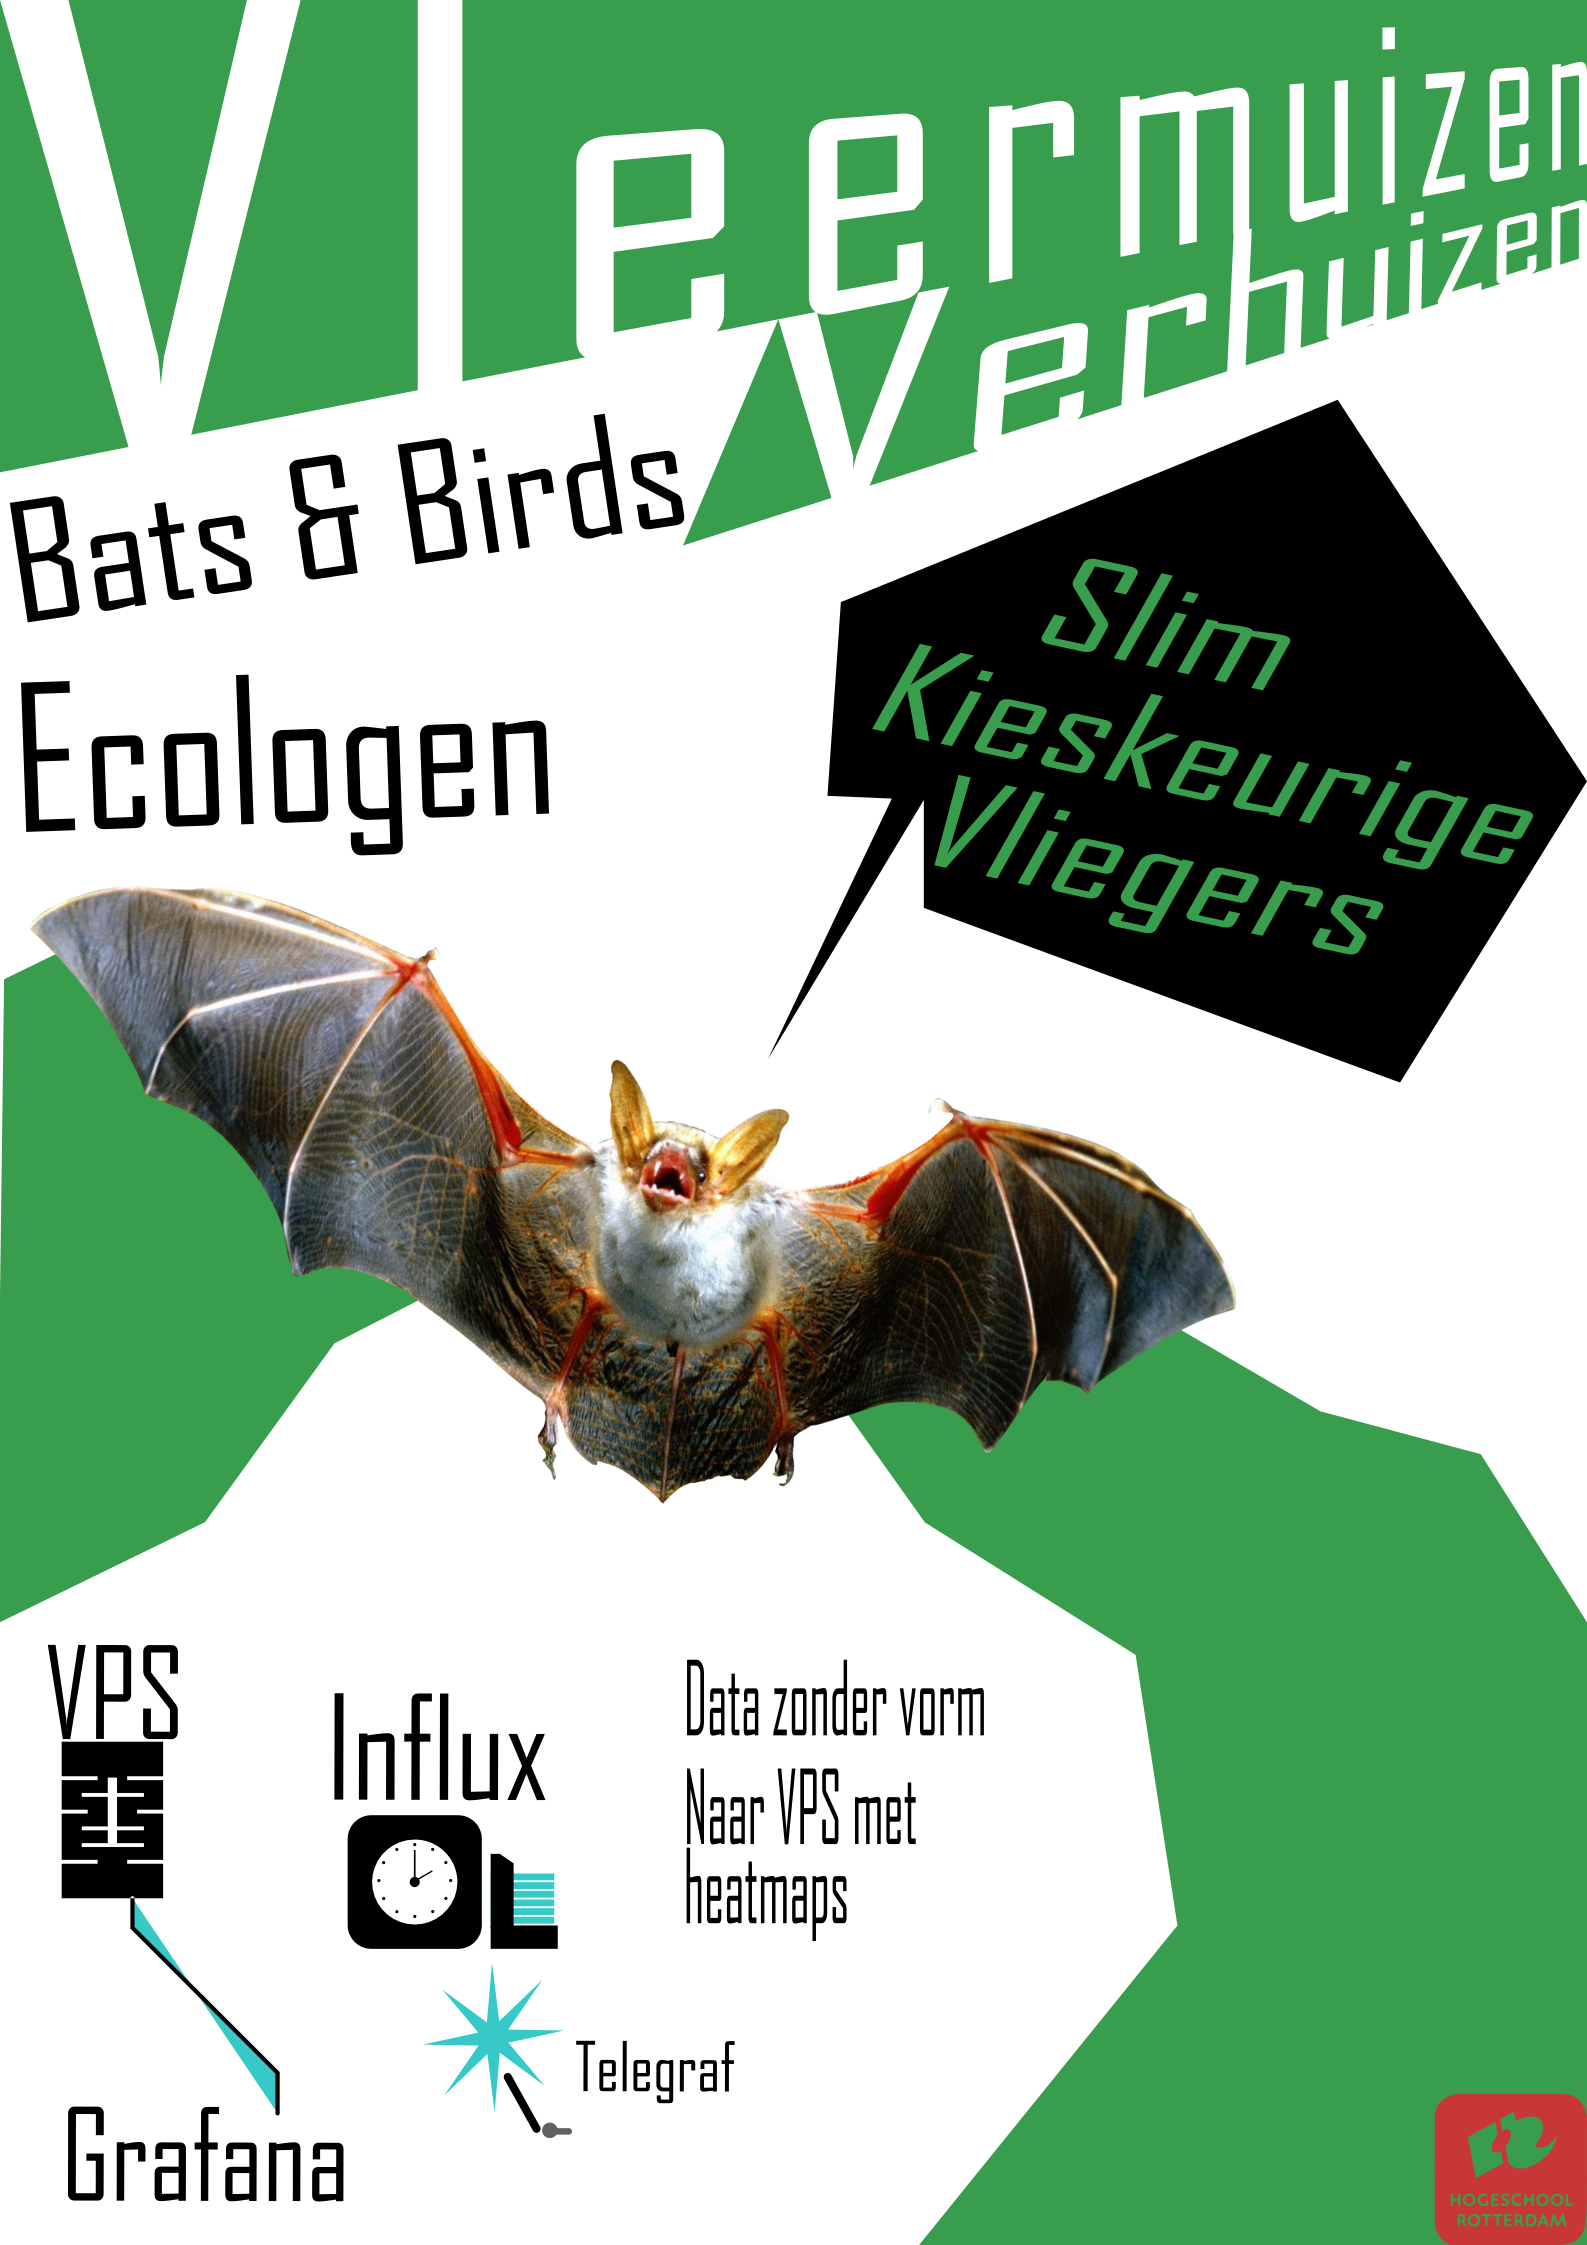 Vleermuizen
Verhuizen
Bats & Birds
Ecologen
Slim
Kieskeurige
Vliegers
VPS
Influx
Data zonder vorm
Naar VPS met
heatmaps
Telegraf
Grafana
HOGESCHOOL
ROTTERDAM